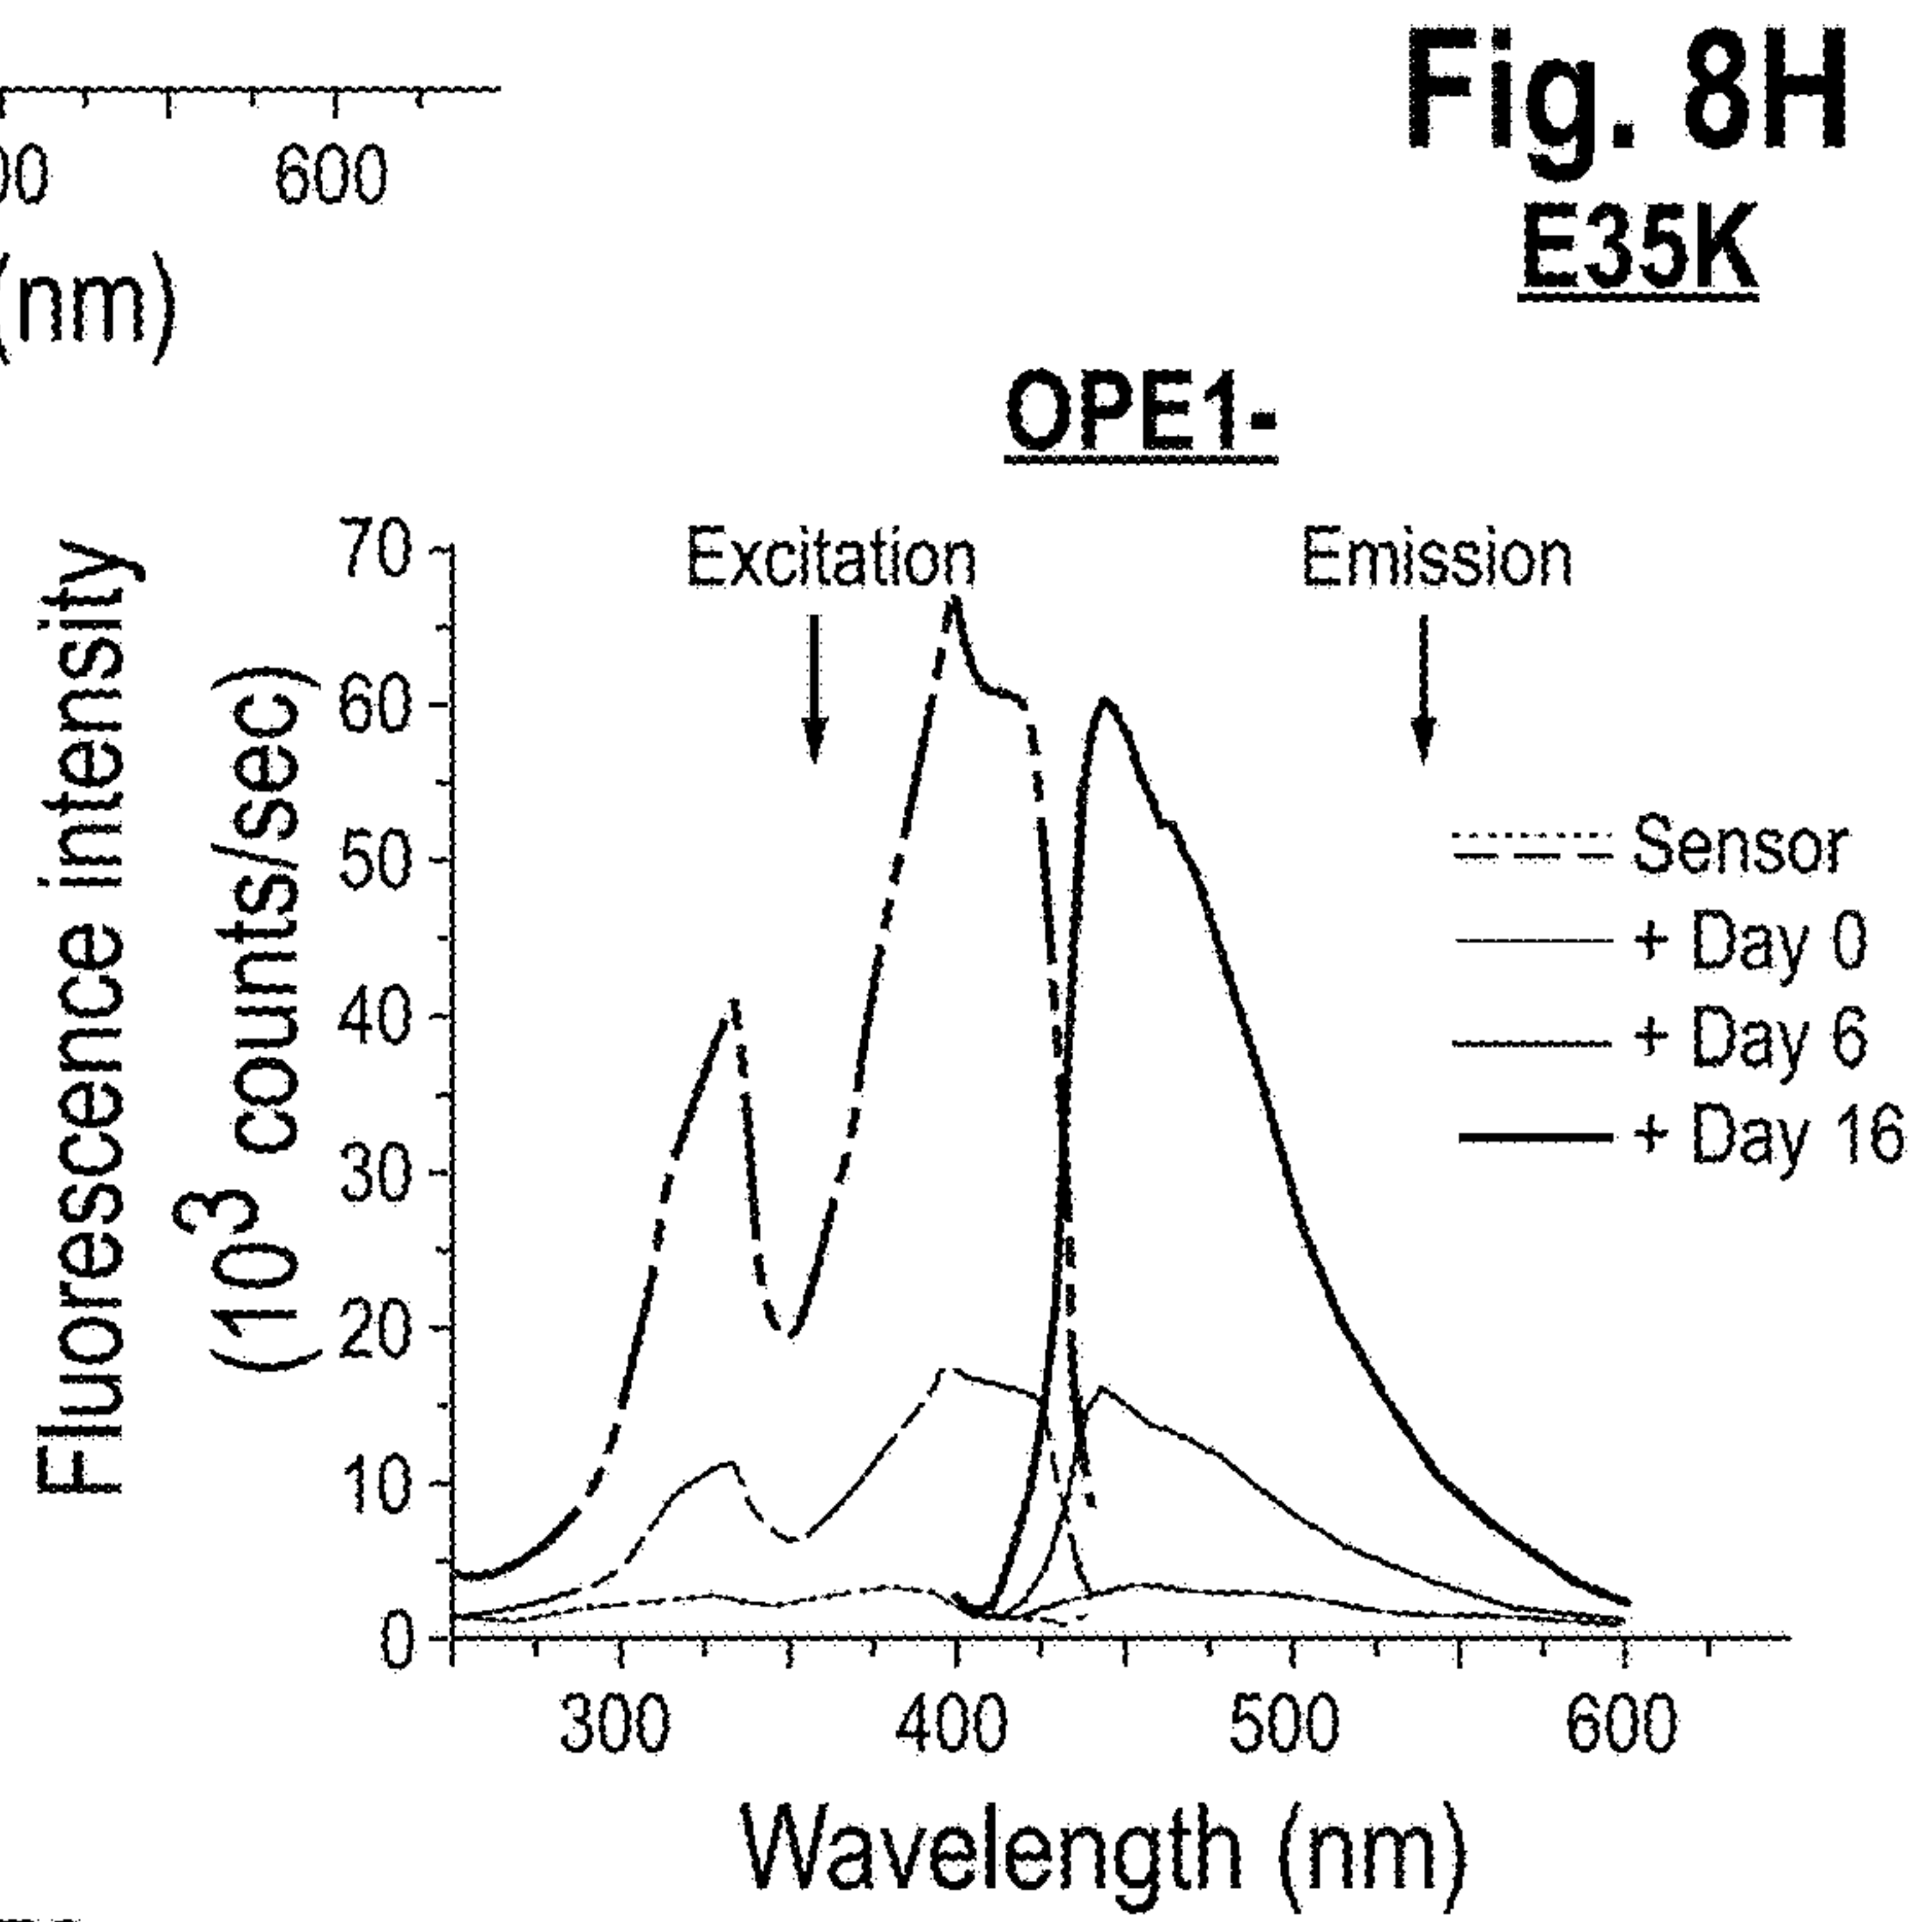 Fig. 8H
E35K
600
(nm)
OPE1-
Excitation
Emission
Fluorescence intensity
(10³ counts/sec)
70
60
50
40
30
20
10
0
Sensor
+ Day 0
+ Day 6
+ Day 16
300 400 500 600
Wavelength (nm)